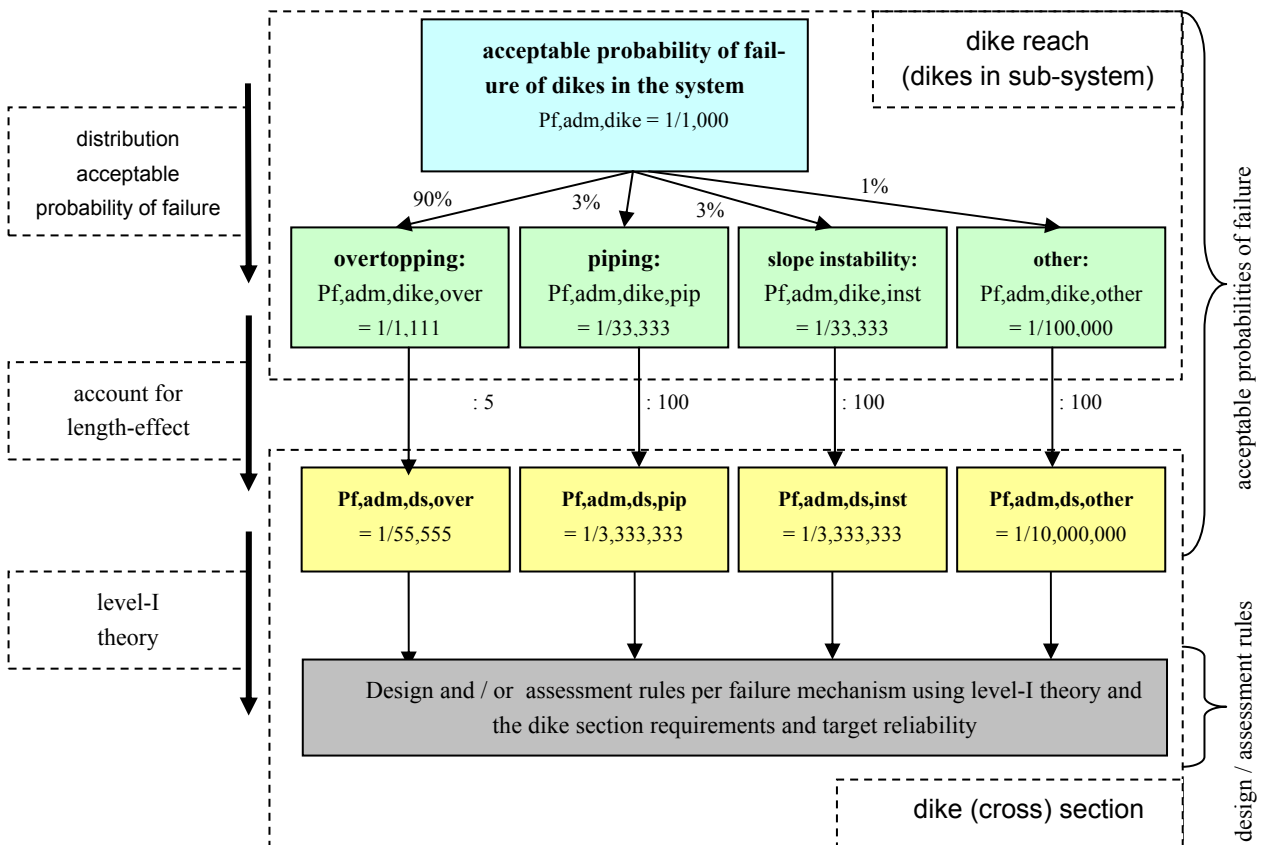 acceptable probability of fail-
ure of dikes in the system
Pf,adm,dike = 1/1,000
dike reach
(dikes in sub-system)
distribution
acceptable
probability of failure
90%
3%
3%
1%
overtopping:
Pf,adm,dike,over
= 1/1,111
piping:
Pf,adm,dike,pip
= 1/33,333
slope instability:
Pf,adm,dike,inst
= 1/33,333
other:
Pf,adm,dike,other
= 1/100,000
acceptable probabilities of failure
account for
length-effect
: 5
: 100
: 100
: 100
Pf,adm,ds,over
= 1/55,555
Pf,adm,ds,pip
= 1/3,333,333
Pf,adm,ds,inst
= 1/3,333,333
Pf,adm,ds,other
= 1/10,000,000
level-I
theory
Design and / or assessment rules per failure mechanism using level-I theory and
the dike section requirements and target reliability
design / assessment rules
dike (cross) section